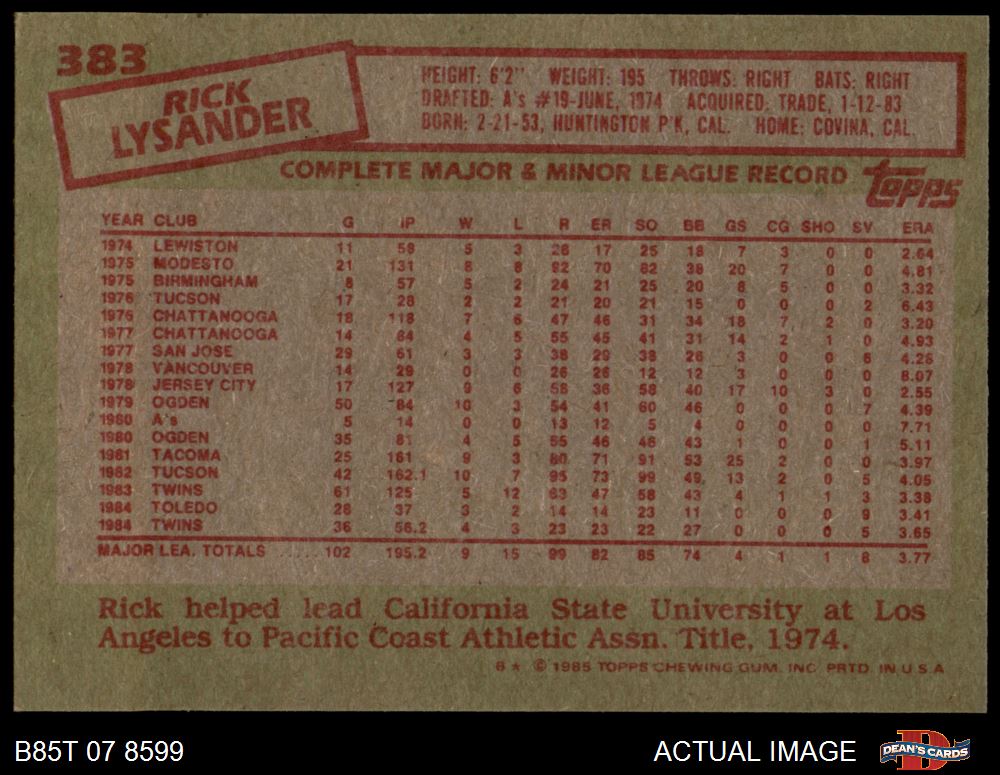 383
RICK
LYSANDER
HEIGHT: 6'2" WEIGHT: 195 THROWS: RIGHT BATS: RIGHT
DRAFTED: A's #19-JUNE, 1974 ACQUIRED: TRADE, 1-12-83
BORN: 2-21-53, HUNTINGTON P'K, CAL. HOME: COVINA, CAL.
COMPLETE MAJOR & MINOR LEAGUE RECORD topps
YEAR CLUB G IP W L R ER SO BB GS CG SHO SV ERA
1974 LEWISTON 11 58 5 3 26 17 25 18 7 3 0 0 2.64
1975 MODESTO 21 131 8 8 92 70 82 38 20 7 0 0 4.81
1975 BIRMINGHAM 8 57 5 2 24 21 25 20 8 5 0 0 3.32
1976 TUCSON 17 28 2 2 21 20 21 15 0 0 0 2 6.43
1976 CHATTANOOGA 18 118 7 6 47 46 31 34 18 7 2 0 3.20
1977 CHATTANOOGA 14 84 4 5 55 45 41 31 14 2 1 0 4.93
1977 SAN JOSE 29 61 3 3 38 29 38 26 3 0 0 6 4.28
1978 VANCOUVER 14 29 0 0 26 26 12 12 3 0 0 0 8.07
1978 JERSEY CITY 17 127 9 6 58 36 58 40 17 10 3 0 2.55
1979 OGDEN 50 84 10 3 54 41 60 46 0 0 0 7 4.39
1980 A's 5 14 0 0 13 12 5 4 0 0 0 0 7.71
1980 OGDEN 35 81 4 5 55 46 46 43 1 0 0 1 5.11
1981 TACOMA 25 161 9 3 80 71 91 53 25 2 0 0 3.97
1982 TUCSON 42 162.1 10 7 95 73 99 49 13 2 0 5 4.05
1983 TWINS 61 125 5 12 63 47 58 43 4 1 1 3 3.38
1984 TOLEDO 28 37 3 2 14 14 23 11 0 0 0 9 3.41
1984 TWINS 36 56.2 4 3 23 23 22 27 0 0 0 5 3.65
MAJOR LEA. TOTALS ..... 102 195.2 9 15 99 82 85 74 4 1 1 8 3.77
Rick helped lead California State University at Los
Angeles to Pacific Coast Athletic Assn. Title, 1974.
6★ © 1985 TOPPS CHEWING GUM, INC. PRTD. IN U.S.A.
B85T 07 8599 ACTUAL IMAGE D DEAN'S CARDS